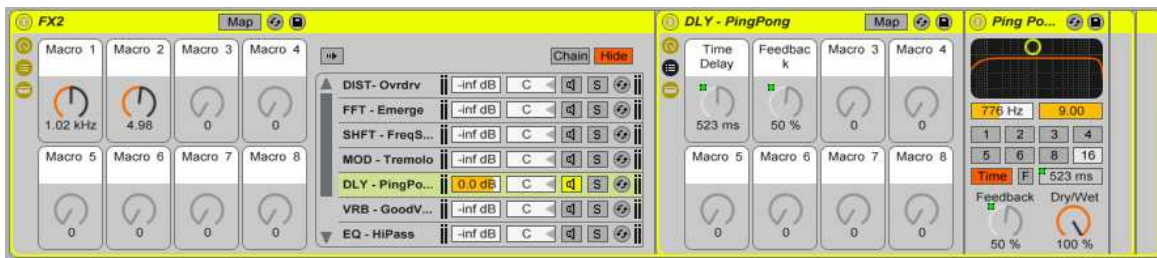 FX2 Map
Macro 1 Macro 2 Macro 3 Macro 4
1.02 kHz 4.98 0 0
Macro 5 Macro 6 Macro 7 Macro 8
0 0 0 0
Chain Hide
DIST- Ovrdrv -inf dB C S
FFT - Emerge -inf dB C S
SHFT - FreqS... -inf dB C S
MOD - Tremolo -inf dB C S
DLY - PingPo... 0.0 dB C S
VRB - GoodV... -inf dB C S
EQ - HiPass -inf dB C S
DLY - PingPong Map
Time Feedbac Macro 3 Macro 4
Delay k
523 ms 50 % 0 0
Macro 5 Macro 6 Macro 7 Macro 8
0 0 0 0
Ping Po...
776 Hz 9.00
1 2 3 4
5 6 8 16
Time F 523 ms
Feedback Dry/Wet
50 % 100 %